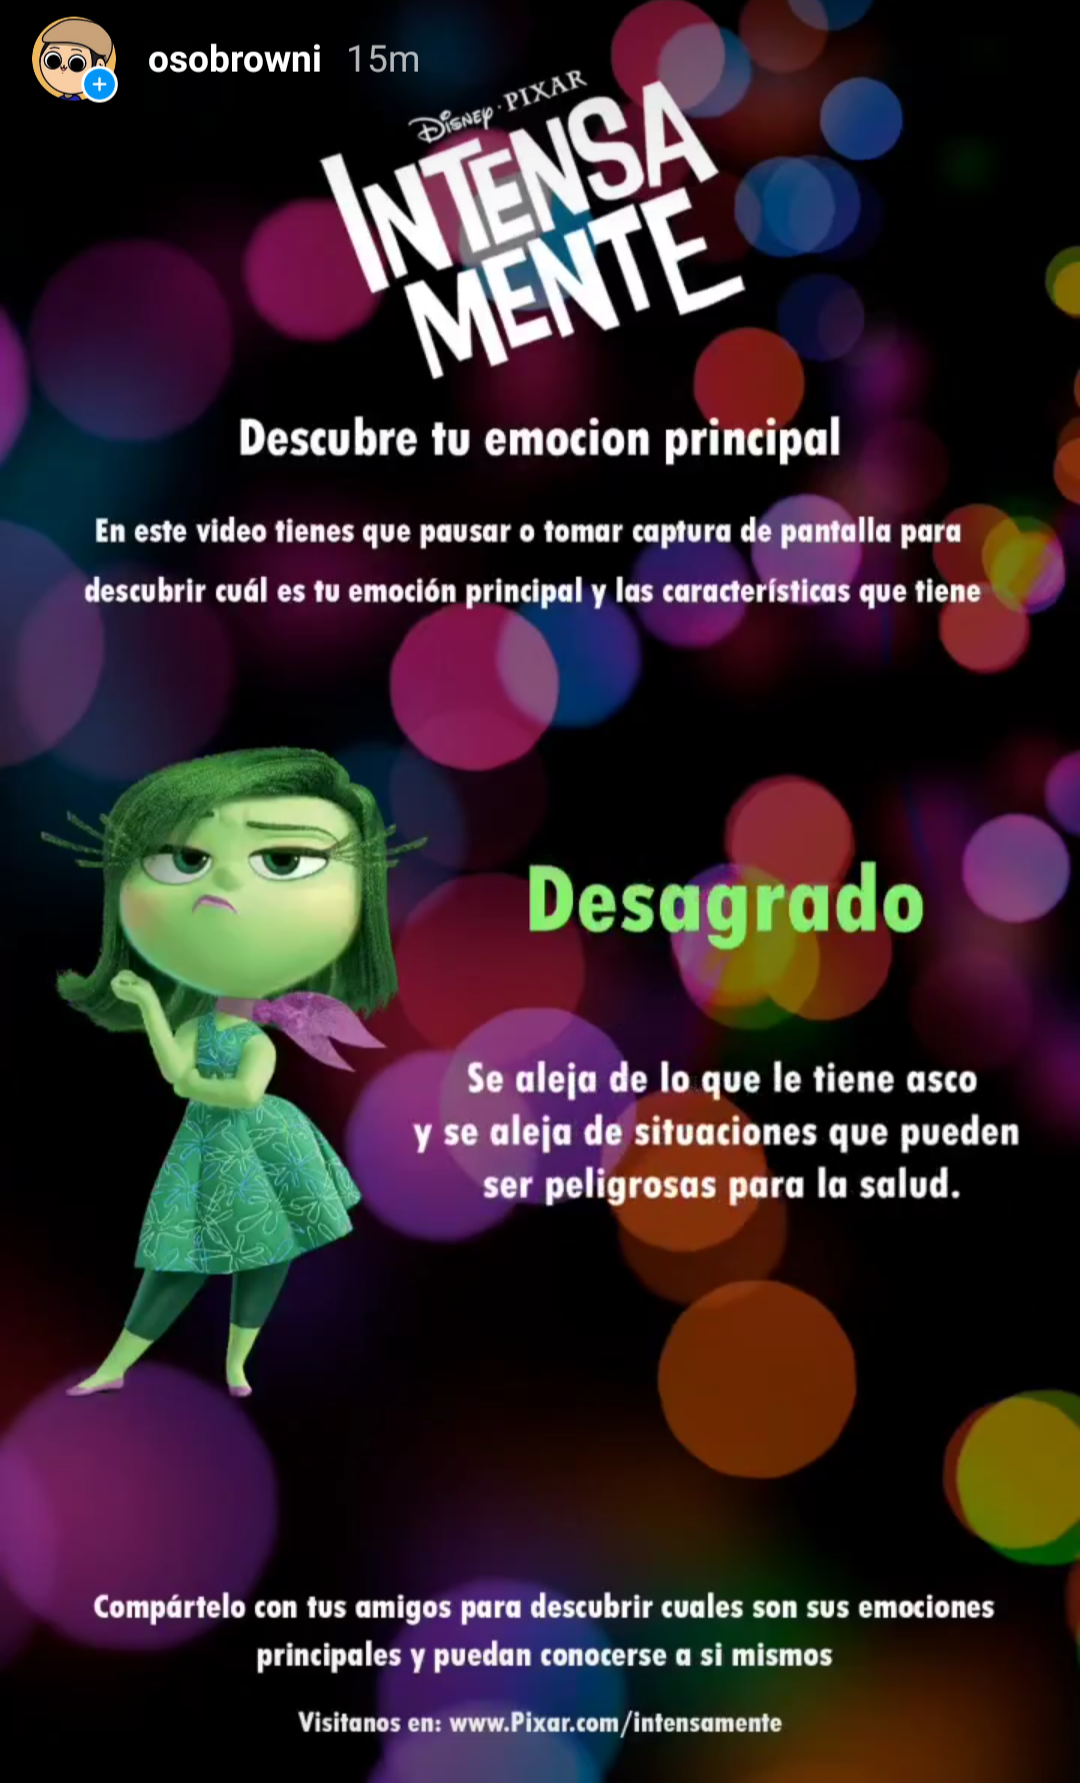 osobrowni 15m
DISNEY · PIXAR
INTENSA
MENTE
Descubre tu emocion principal
En este video tienes que pausar o tomar captura de pantalla para
descubrir cuál es tu emoción principal y las características que tiene
Desagrado
Se aleja de lo que le tiene asco
y se aleja de situaciones que pueden
ser peligrosas para la salud.
Compártelo con tus amigos para descubrir cuales son sus emociones
principales y puedan conocerse a si mismos
Visitanos en: www.Pixar.com/intensamente